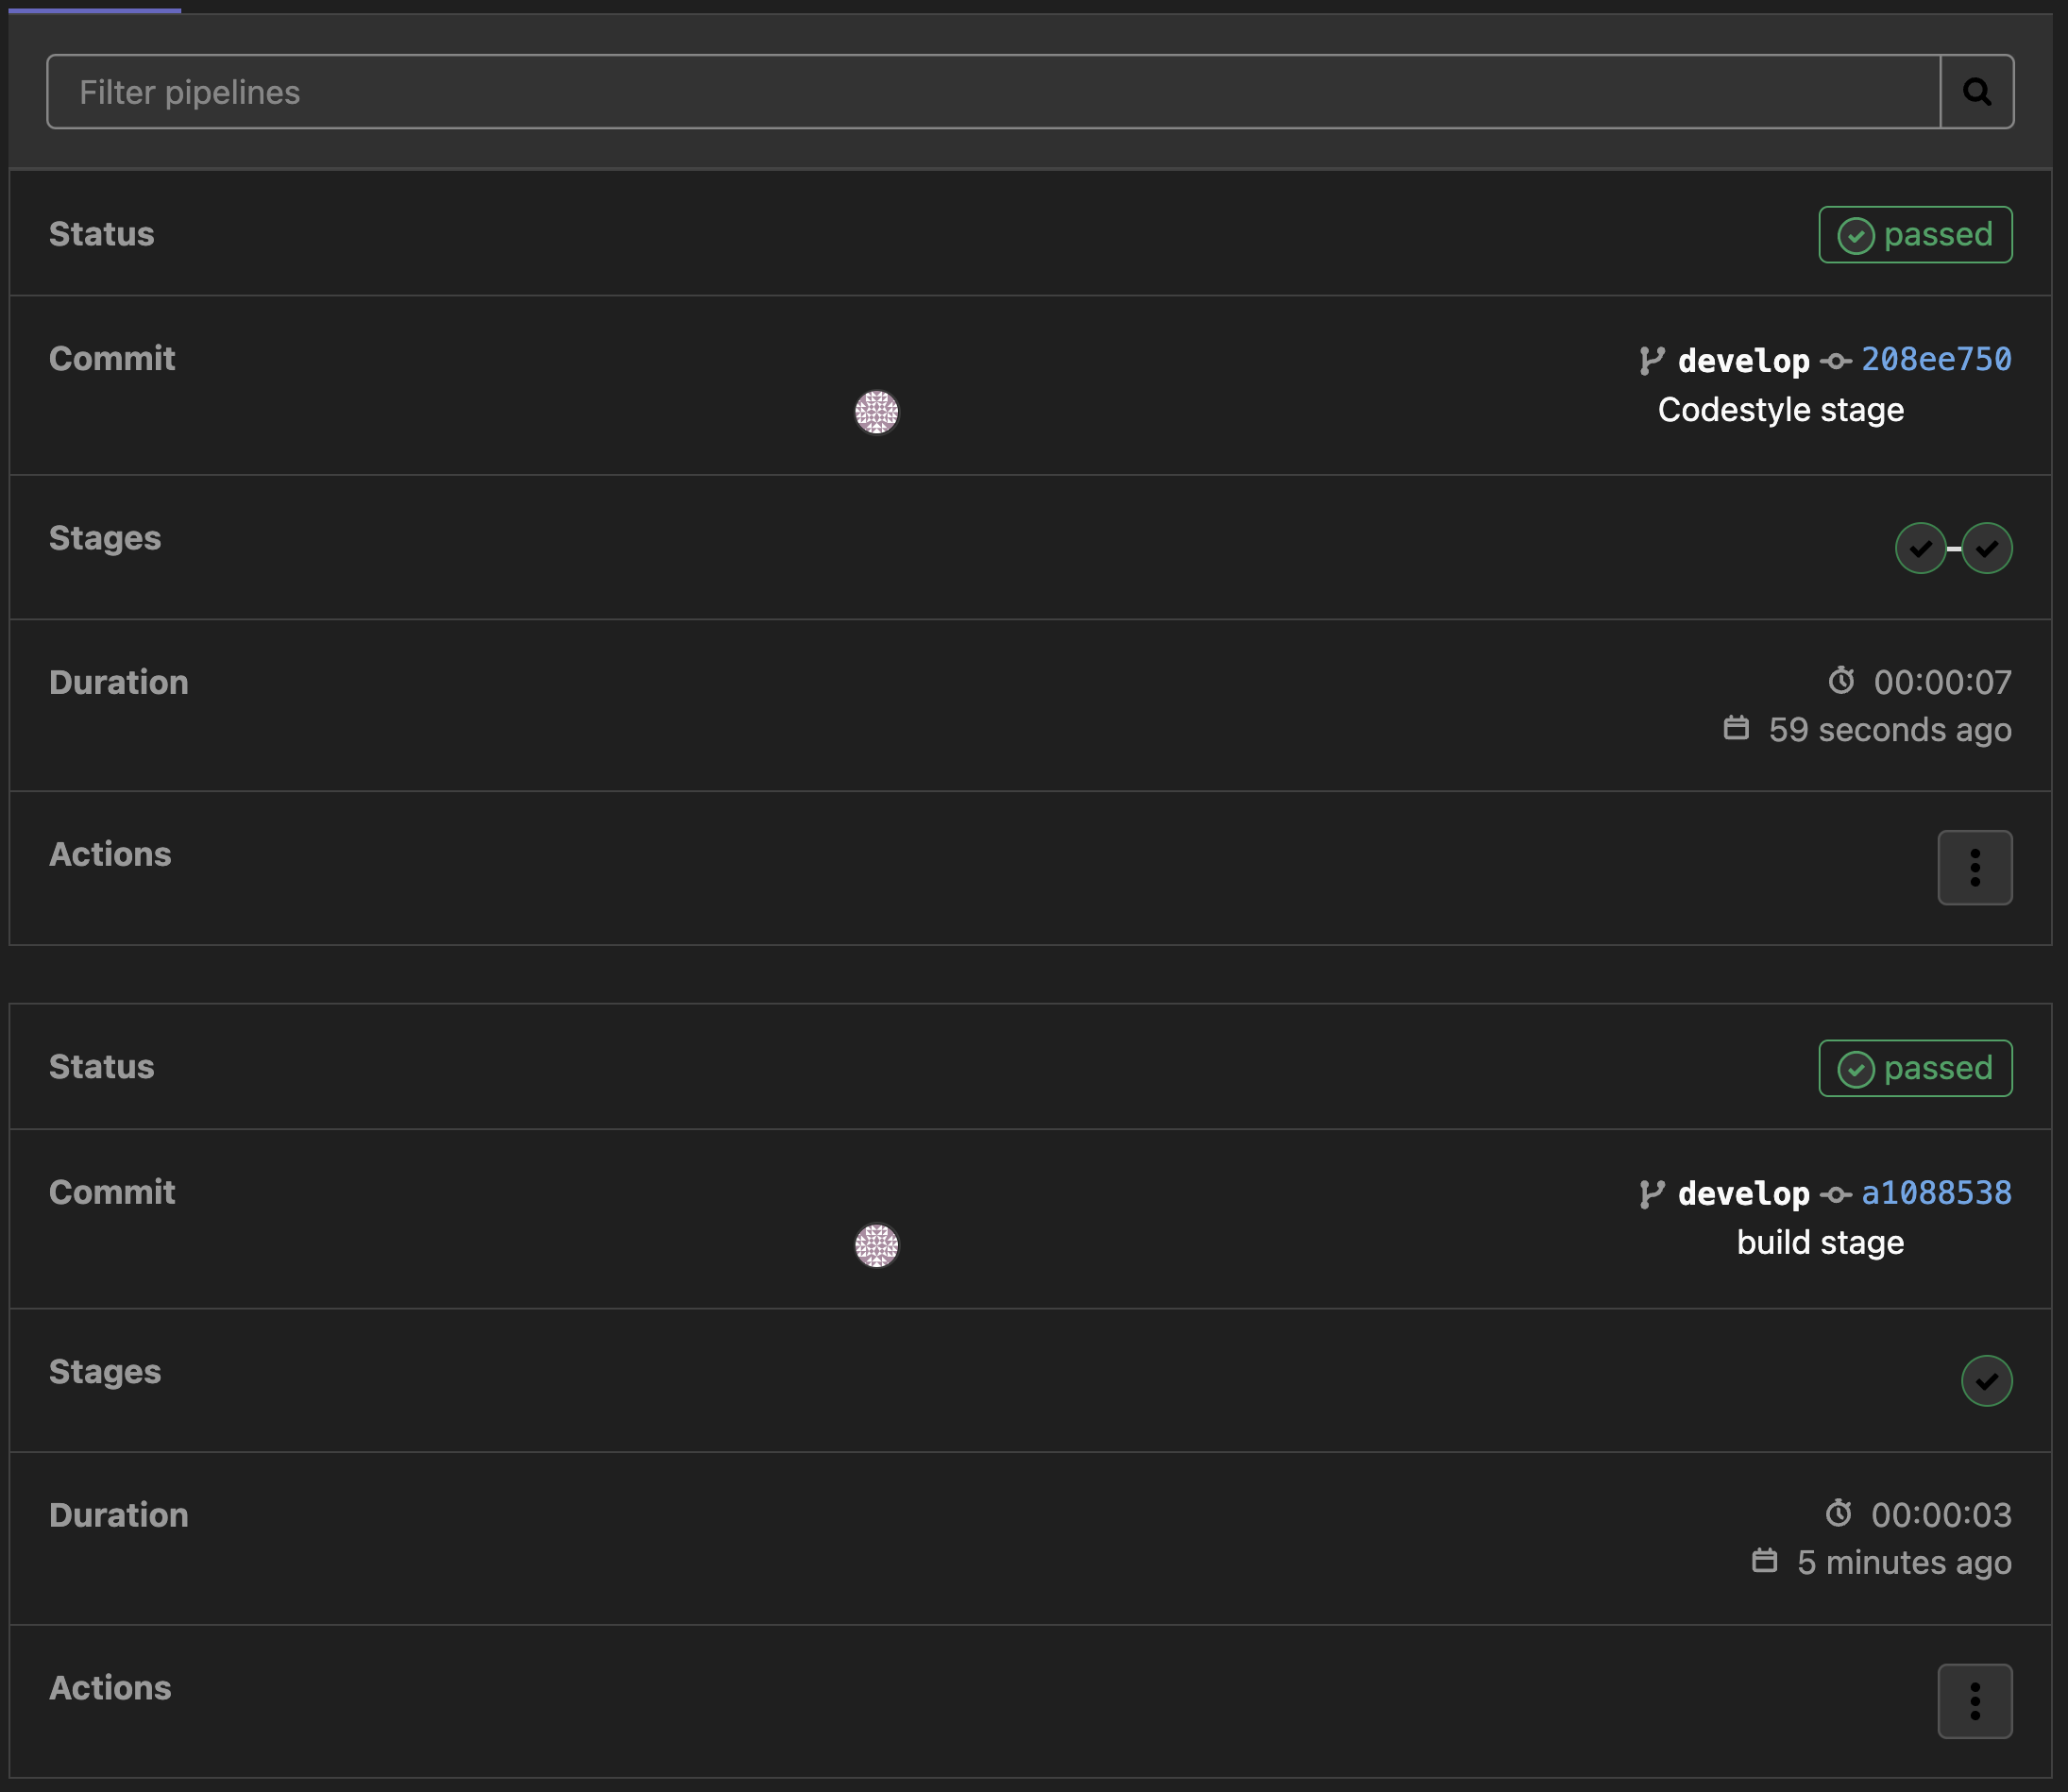 Filter pipelines
Status passed
Commit develop 208ee750
Codestyle stage
Stages
Duration 00:00:07
59 seconds ago
Actions
Status passed
Commit develop a1088538
build stage
Stages
Duration 00:00:03
5 minutes ago
Actions